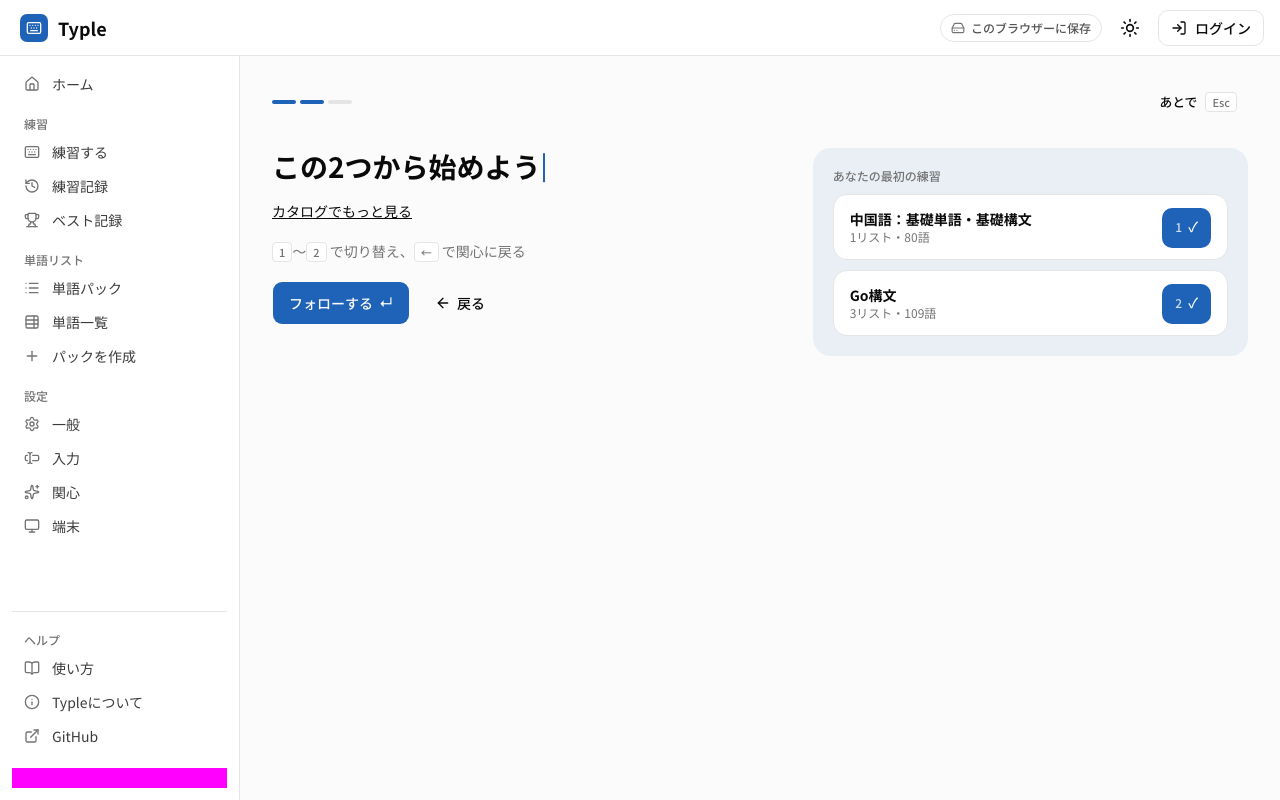 Typle
このブラウザーに保存
ログイン
ホーム
練習
練習する
練習記録
ベスト記録
単語リスト
単語パック
単語一覧
パックを作成
設定
一般
入力
関心
端末
ヘルプ
使い方
Typleについて
GitHub
あとで Esc
この2つから始めよう
カタログでもっと見る
1〜2 で切り替え、← で関心に戻る
フォローする ↵
← 戻る
あなたの最初の練習
中国語：基礎単語・基礎構文
1リスト・80語
1 ✓
Go構文
3リスト・109語
2 ✓